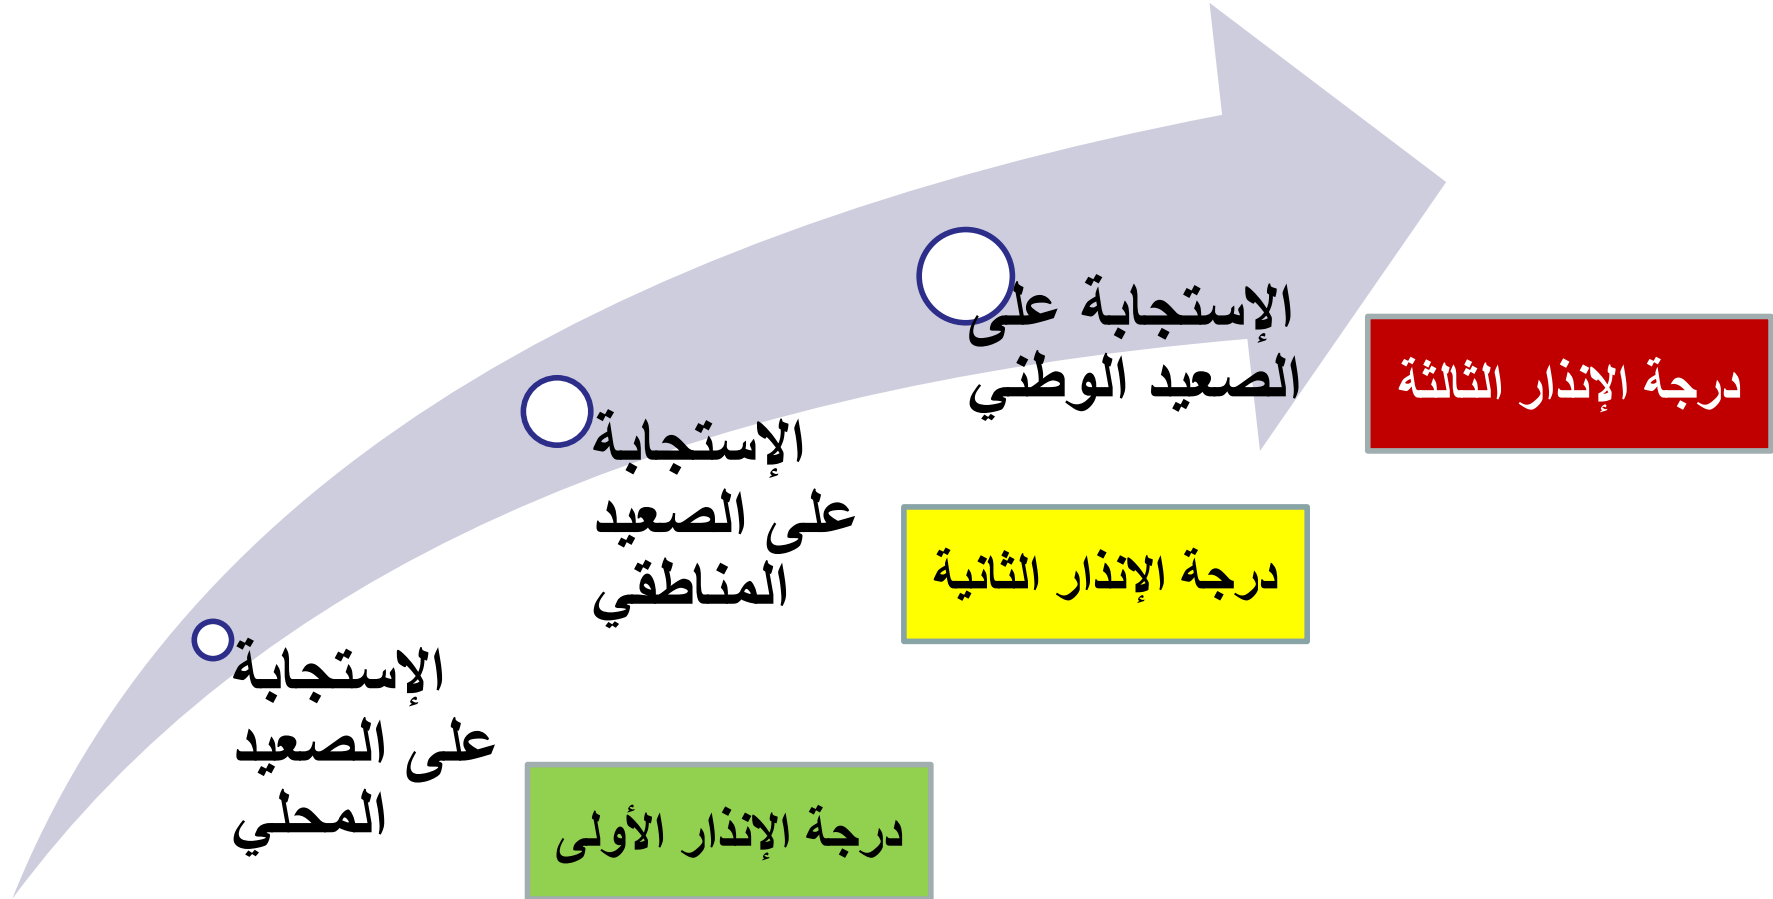 الإستجابة على
الصعيد الوطني
درجة الإنذار الثالثة
الإستجابة
على الصعيد
المناطقي
درجة الإنذار الثانية
الإستجابة
على الصعيد
المحلي
درجة الإنذار الأولى